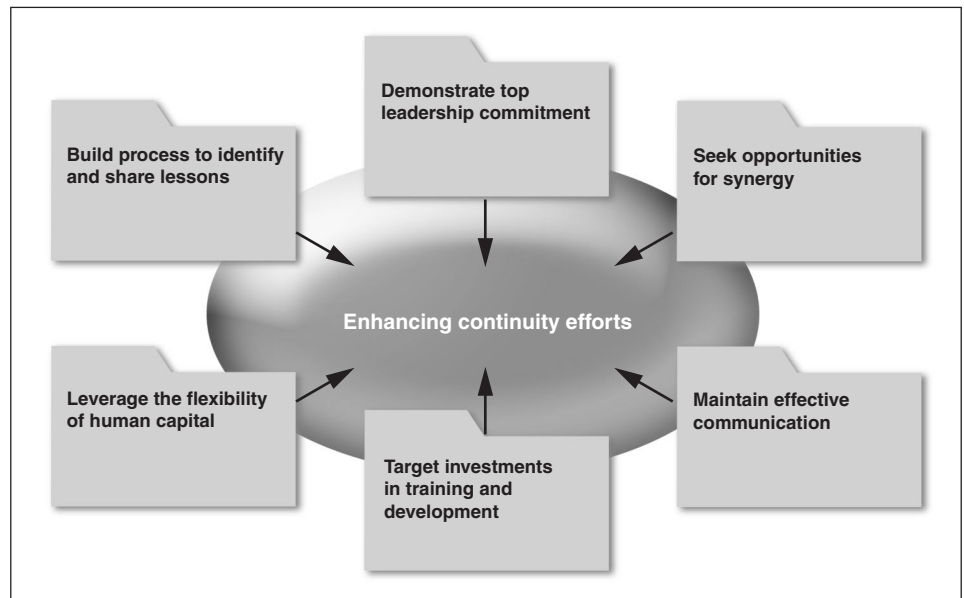 Demonstrate top
leadership commitment
Build process to identify
and share lessons
Seek opportunities
for synergy
Enhancing continuity efforts
Leverage the flexibility
of human capital
Maintain effective
communication
Target investments
in training and
development